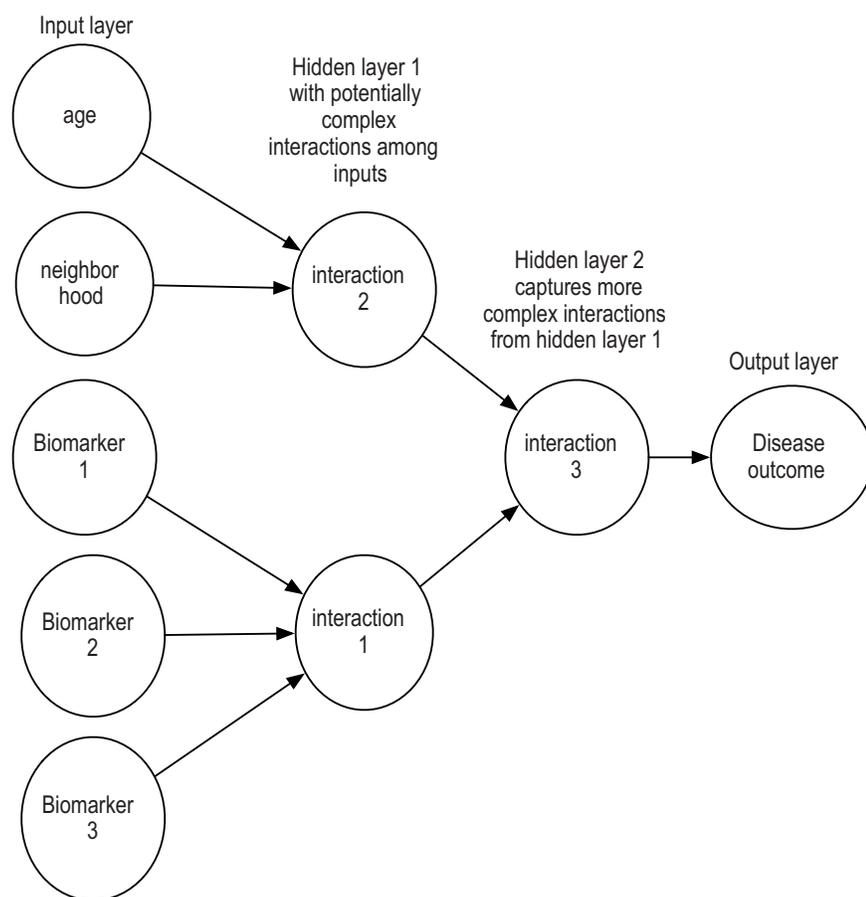 Input layer
age
neighbor
hood
Biomarker
1
Biomarker
2
Biomarker
3
Hidden layer 1
with potentially
complex
interactions among
inputs
interaction
2
interaction
1
Hidden layer 2
captures more
complex interactions
from hidden layer 1
interaction
3
Output layer
Disease
outcome